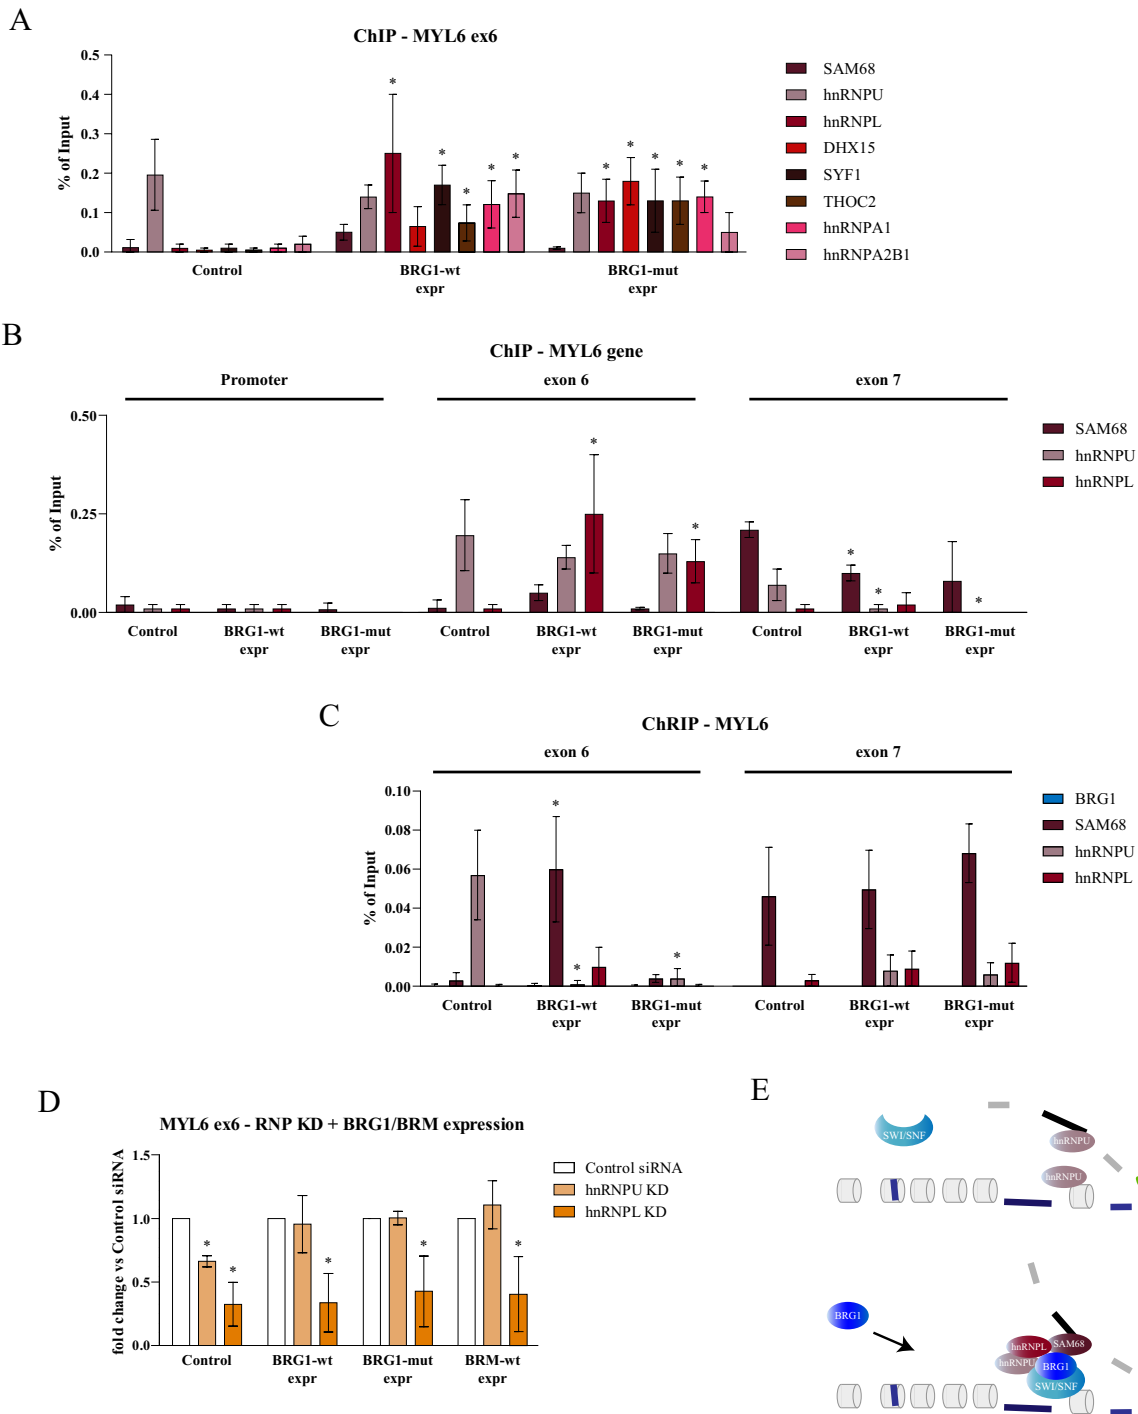 A
ChIP - MYL6 ex6
% of Input
0.5
0.4
0.3
0.2
0.1
0.0
* * * * * * * * * *
Control
BRG1-wt
expr
BRG1-mut
expr
SAM68
hnRNPU
hnRNPL
DHX15
SYF1
THOC2
hnRNPA1
hnRNPA2B1
B
ChIP - MYL6 gene
Promoter
exon 6
exon 7
% of Input
0.50
0.25
0.00
* * * * *
Control
BRG1-wt
expr
BRG1-mut
expr
Control
BRG1-wt
expr
BRG1-mut
expr
Control
BRG1-wt
expr
BRG1-mut
expr
SAM68
hnRNPU
hnRNPL
C
ChRIP - MYL6
exon 6
exon 7
% of Input
0.10
0.08
0.06
0.04
0.02
0.00
* * *
Control
BRG1-wt
expr
BRG1-mut
expr
Control
BRG1-wt
expr
BRG1-mut
expr
BRG1
SAM68
hnRNPU
hnRNPL
D
MYL6 ex6 - RNP KD + BRG1/BRM expression
fold change vs Control siRNA
1.5
1.0
0.5
0.0
* * * * *
Control
BRG1-wt
expr
BRG1-mut
expr
BRM-wt
expr
Control siRNA
hnRNPU KD
hnRNPL KD
E
SWI/SNF
hnRNPU
hnRNPU
BRG1
hnRNPL
SAM68
hnRNPU
BRG1
SWI/SNF